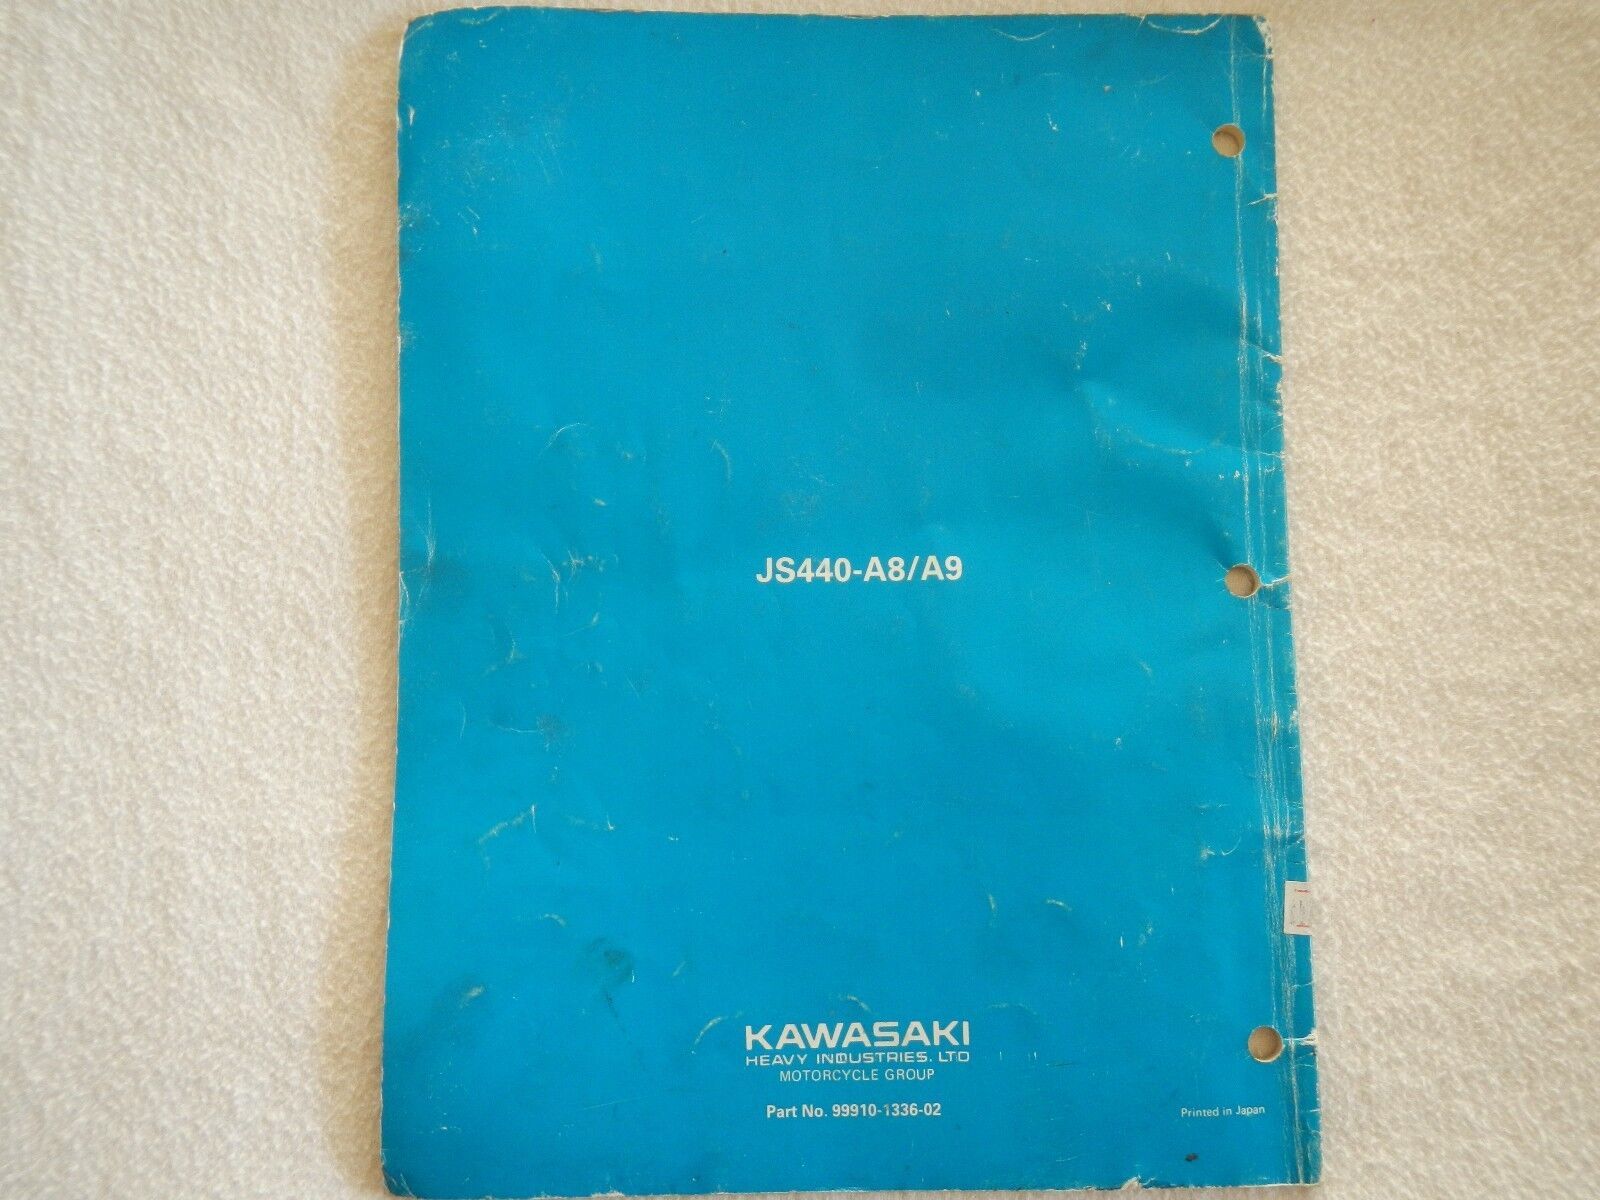 JS440-A8/A9
KAWASAKI
HEAVY INDUSTRIES, LTD
MOTORCYCLE GROUP
Part No. 99910-1336-02
Printed in Japan